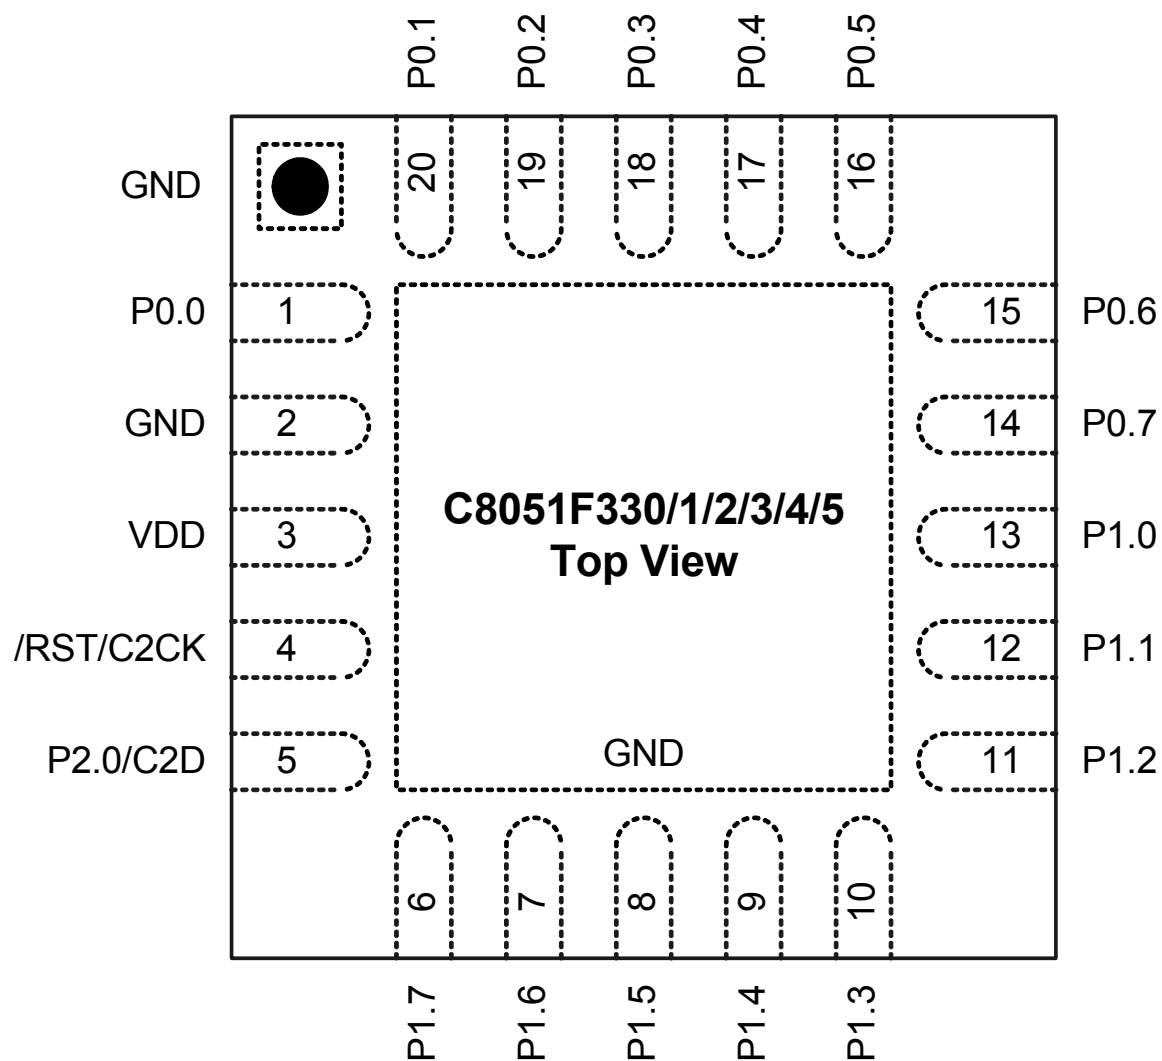 P0.1
P0.2
P0.3
P0.4
P0.5
20
19
18
17
16
GND
P0.0
1
15
P0.6
GND
2
14
P0.7
C8051F330/1/2/3/4/5
Top View
VDD
3
13
P1.0
/RST/C2CK
4
12
P1.1
P2.0/C2D
5
GND
11
P1.2
6
7
8
9
10
P1.7
P1.6
P1.5
P1.4
P1.3